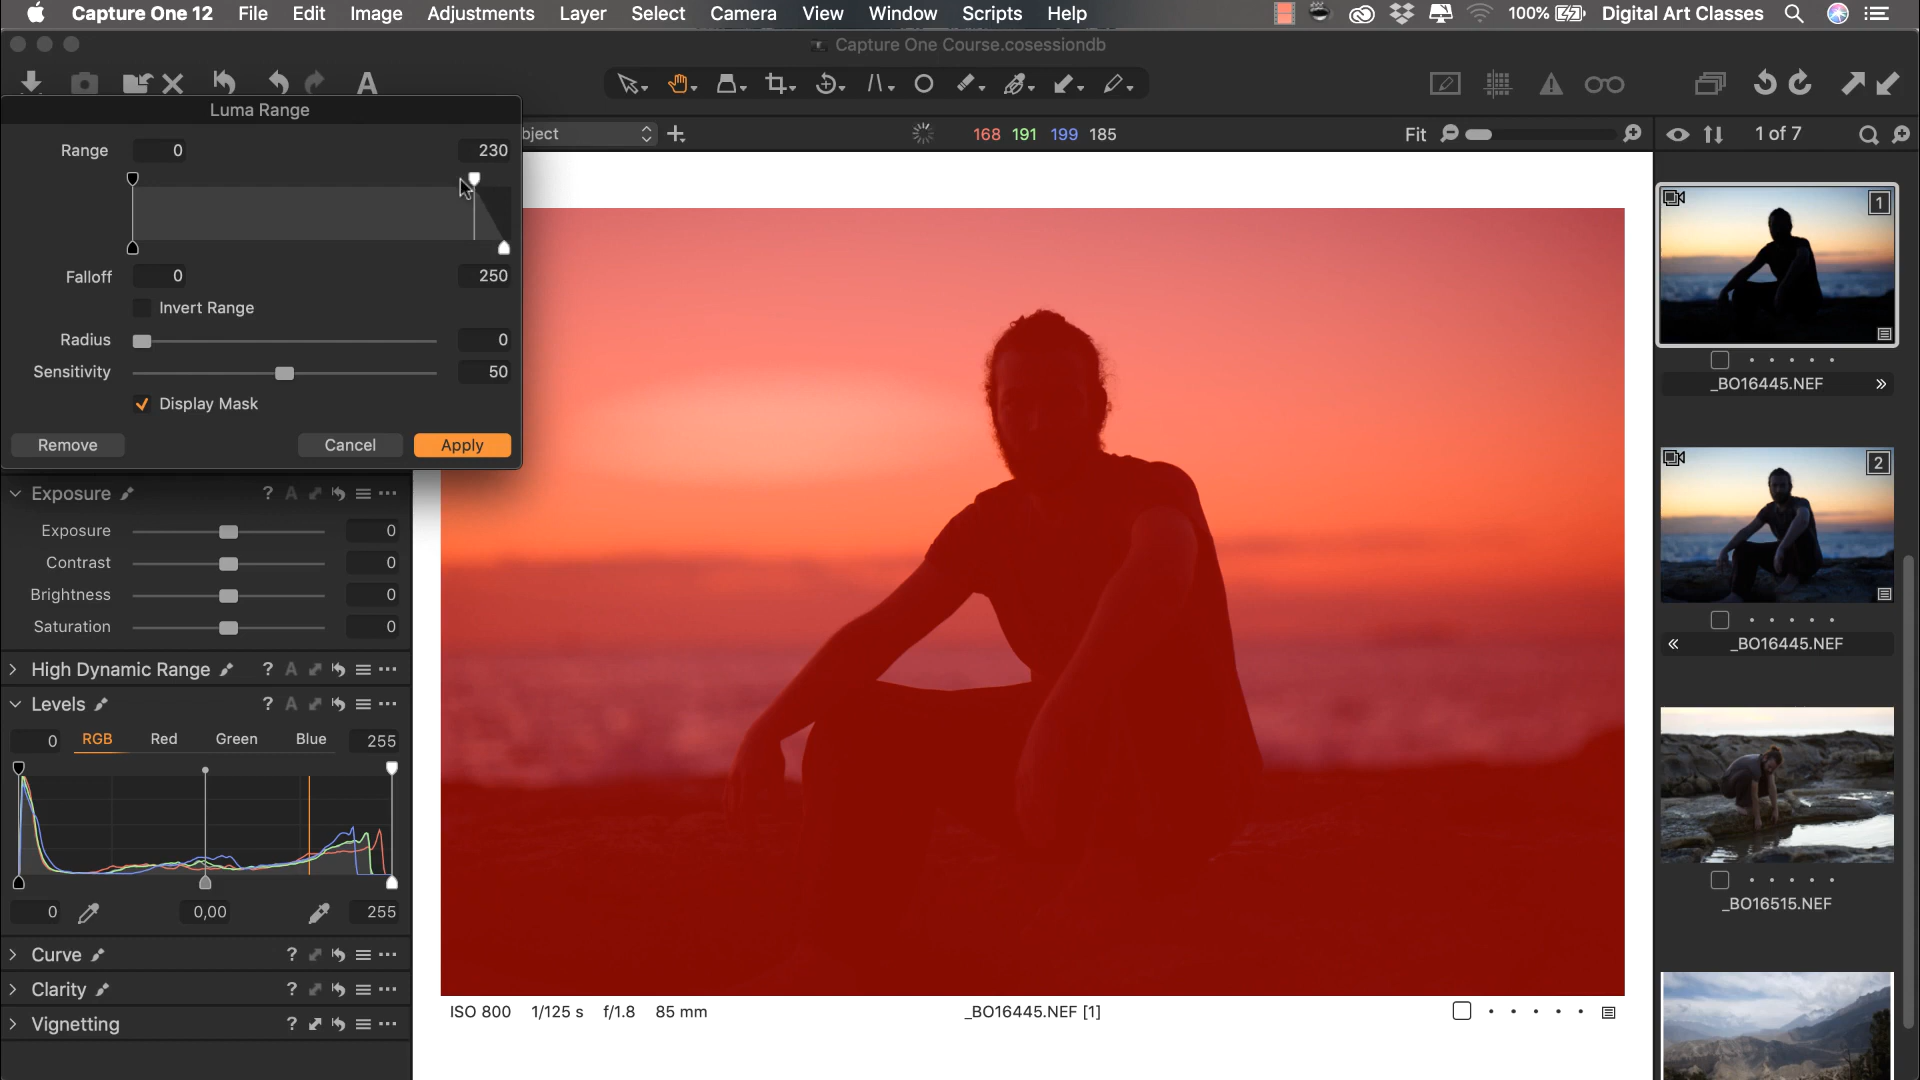 Capture One 12 File Edit Image Adjustments Layer Select Camera View Window Scripts Help 100% Digital Art Classes
Capture One Course.cosessiondb
A
Luma Range
bject 168 191 199 185 Fit 1 of 7
Range 0 230
Falloff 0 250
Invert Range
Radius 0
Sensitivity 50
Display Mask
Remove Cancel Apply
Exposure ? A
Exposure 0
Contrast 0
Brightness 0
Saturation 0
High Dynamic Range ? A
Levels ? A
0 RGB Red Green Blue 255
0 0,00 255
Curve ?
Clarity ?
Vignetting ?
ISO 800 1/125 s f/1.8 85 mm _BO16445.NEF [1]
1
_BO16445.NEF »
2
« _BO16445.NEF
_BO16515.NEF